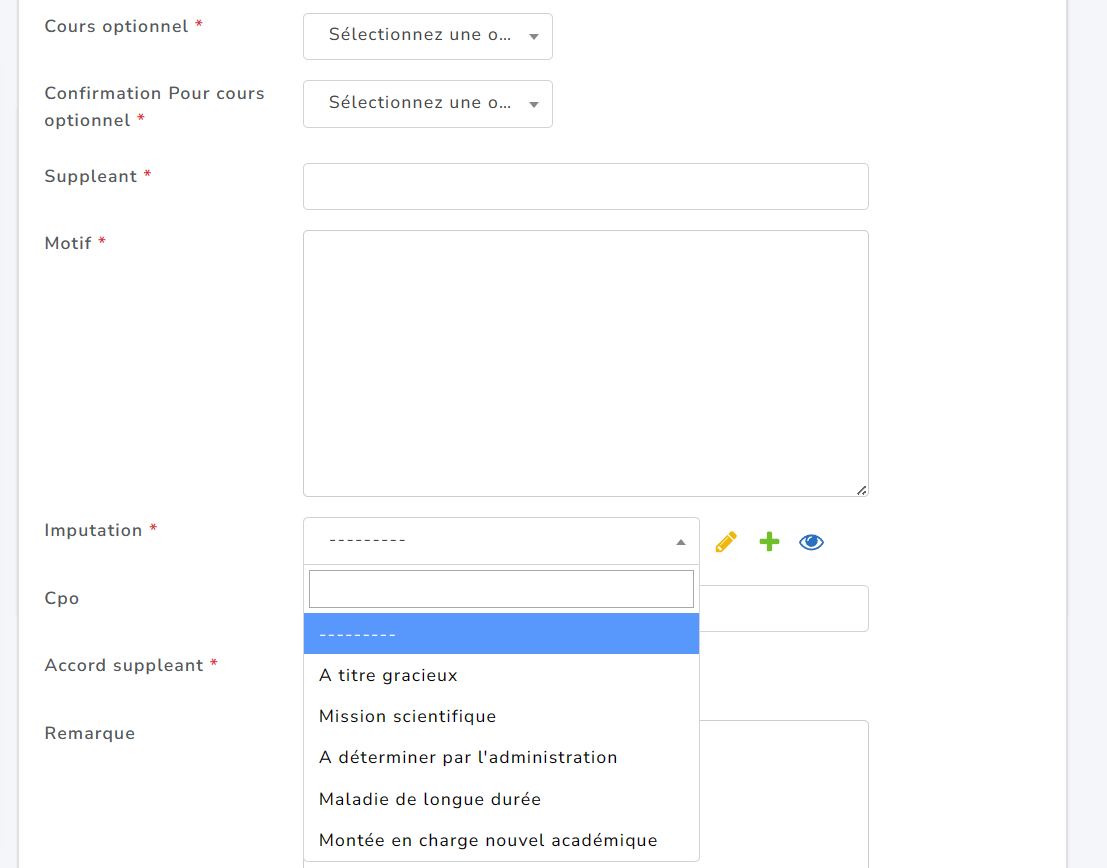 Cours optionnel *
Sélectionnez une o...
Confirmation Pour cours
optionnel *
Sélectionnez une o...
Suppleant *
Motif *
Imputation *
---------
Cpo
---------
Accord suppleant *
A titre gracieux
Mission scientifique
Remarque
A déterminer par l'administration
Maladie de longue durée
Montée en charge nouvel académique